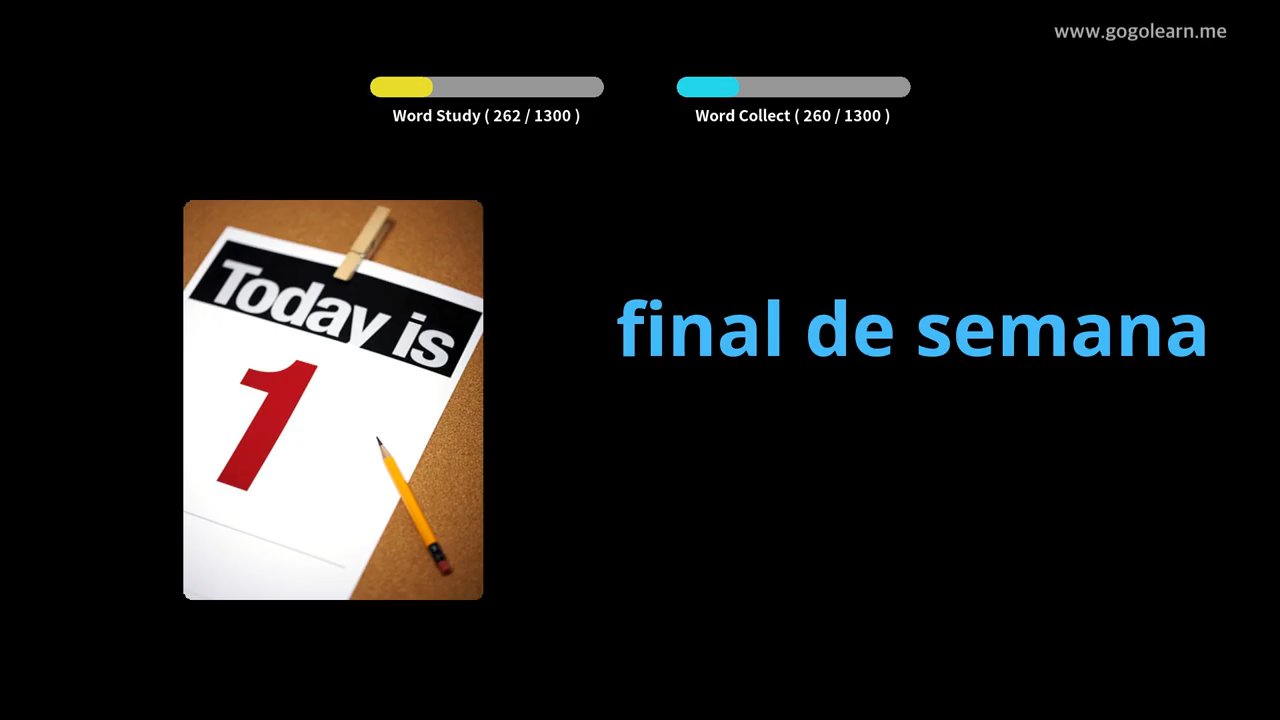 www.gogolearn.me
Word Study ( 262 / 1300 )
Word Collect ( 260 / 1300 )
Today is
1
final de semana